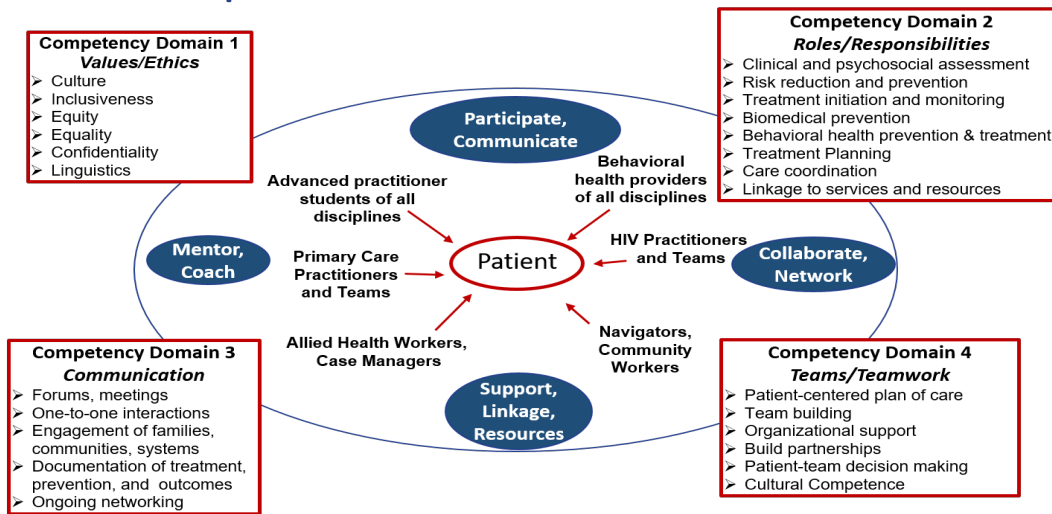 Competency Domain 1
Values/Ethics
➢ Culture
➢ Inclusiveness
➢ Equity
➢ Equality
➢ Confidentiality
➢ Linguistics
Competency Domain 2
Roles/Responsibilities
➢ Clinical and psychosocial assessment
➢ Risk reduction and prevention
➢ Treatment initiation and monitoring
➢ Biomedical prevention
➢ Behavioral health prevention & treatment
➢ Treatment Planning
➢ Care coordination
➢ Linkage to services and resources
Participate,
Communicate
Advanced practitioner
students of all
disciplines
Behavioral
health providers
of all disciplines
Mentor,
Coach
Primary Care
Practitioners
and Teams
Patient
HIV Practitioners
and Teams
Collaborate,
Network
Allied Health Workers,
Case Managers
Navigators,
Community
Workers
Support,
Linkage,
Resources
Competency Domain 3
Communication
➢ Forums, meetings
➢ One-to-one interactions
➢ Engagement of families,
communities, systems
➢ Documentation of treatment,
prevention, and outcomes
➢ Ongoing networking
Competency Domain 4
Teams/Teamwork
➢ Patient-centered plan of care
➢ Team building
➢ Organizational support
➢ Build partnerships
➢ Patient-team decision making
➢ Cultural Competence